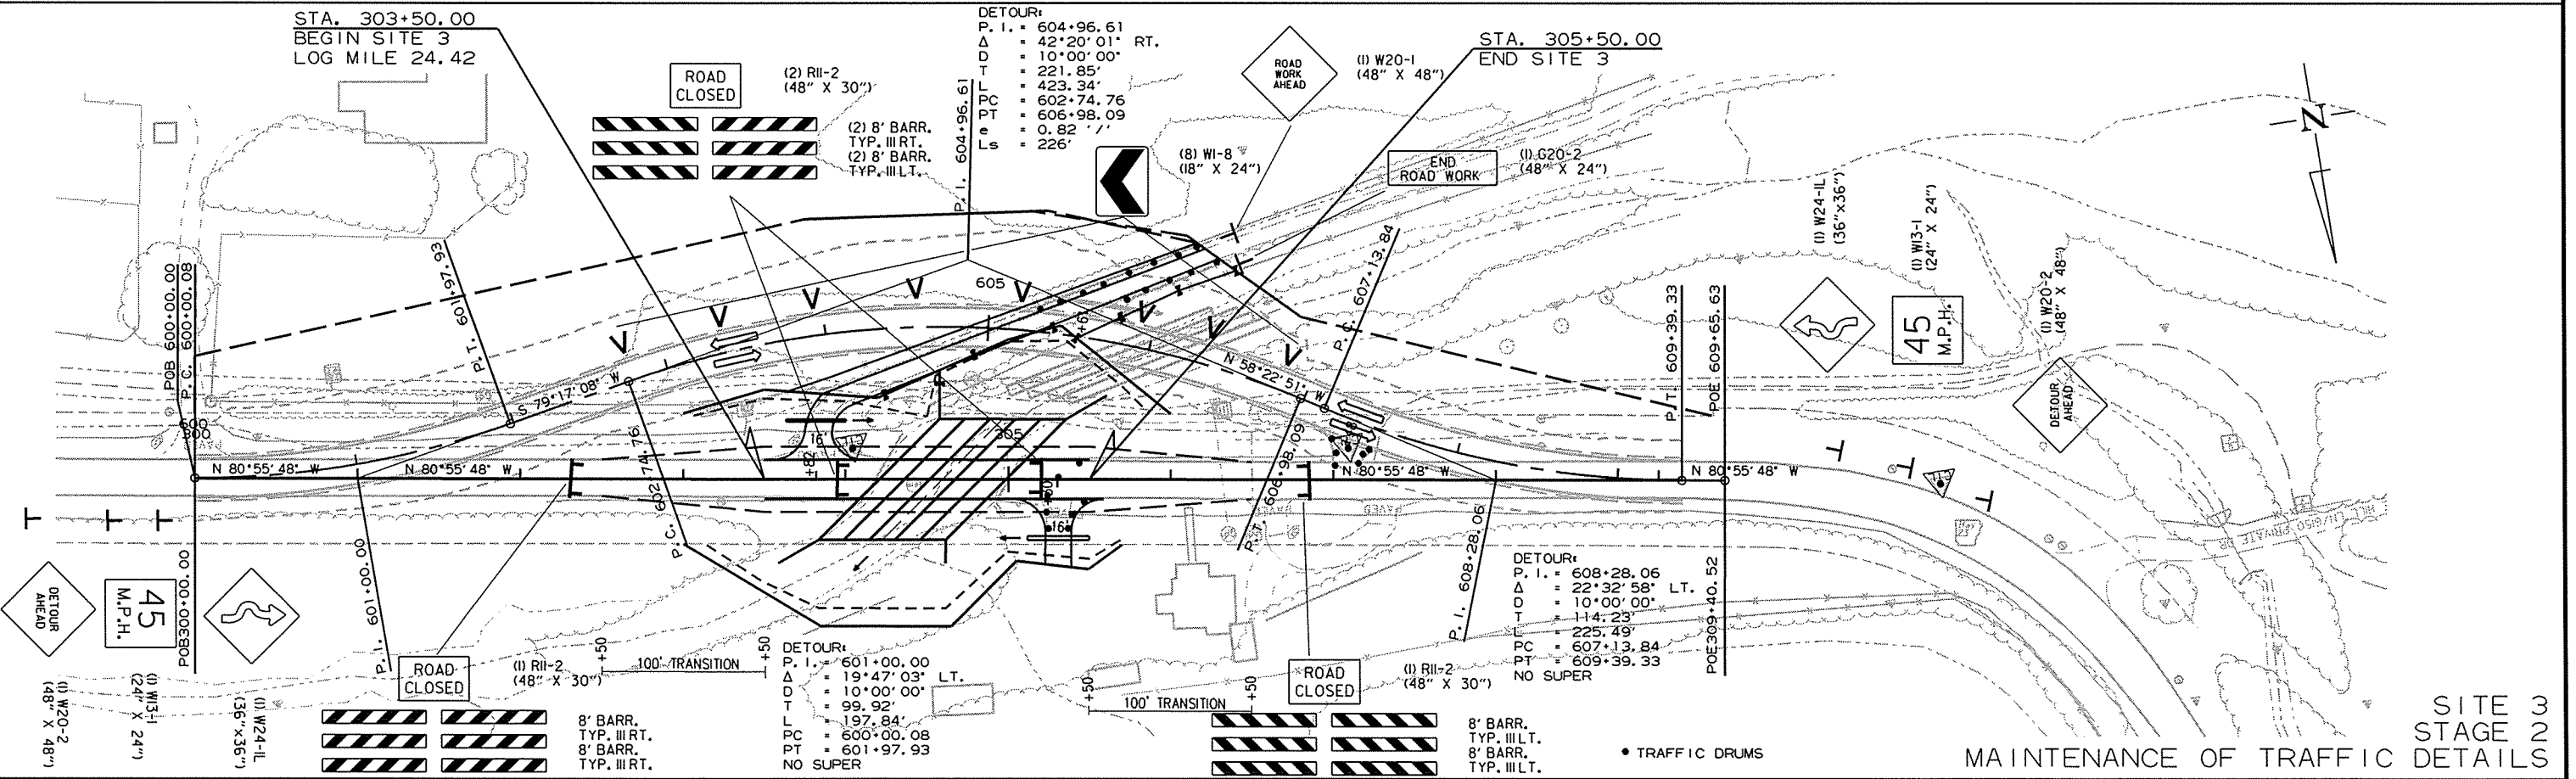 STA. 303+50.00
BEGIN SITE 3
LOG MILE 24.42
ROAD
CLOSED
(2) R11-2
(48" X 30")
(2) 8' BARR.
TYP. III RT.
(2) 8' BARR.
TYP. III LT.
DETOUR:
P. I. = 604+96.61
Δ = 42°20'01" RT.
D = 10°00'00"
T = 221.85'
L = 423.34'
PC = 602+74.76
PT = 606+98.09
e = 0.82 '/'
Ls = 226'
P. I. 604+96.61
(8) W1-8
(18" X 24")
ROAD
WORK
AHEAD
(1) W20-1
(48" X 48")
STA. 305+50.00
END SITE 3
END
ROAD WORK
(1) G20-2
(48" X 24")
N
(1) W24-1L
(36"x36")
(1) W13-1
(24" X 24")
(1) W20-2
(48" X 48")
45
M.P.H.
DETOUR
AHEAD
POB 600+00.00
P. C. 600+00.08
P. T. 601+97.93
605
P. C. 607+13.84
P. T. 609+39.33
POE 609+65.63
600
300
S 79°17'08" W
N 58°22'51" W
N 80°55'48" W
N 80°55'48" W
N 80°55'48" W
N 80°55'48" W
305
16'
+82
16'
P. C. 602+74.76
P. T. 606+98.09
P. I. 601+00.00
P. I. 608+28.06
POB300+00.00
POE309+40.52
PRIVATE DR
DETOUR
AHEAD
45
M.P.H.
(1) W20-2
(48" X 48")
(1) W13-1
(24" X 24")
(1) W24-1L
(36"x36")
ROAD
CLOSED
(1) R11-2
(48" X 30")
8' BARR.
TYP. III RT.
8' BARR.
TYP. III RT.
+50
100' TRANSITION
+50
DETOUR:
P. I. = 601+00.00
Δ = 19°47'03" LT.
D = 10°00'00"
T = 99.92'
L = 197.84'
PC = 600+00.08
PT = 601+97.93
NO SUPER
+50
100' TRANSITION
+50
ROAD
CLOSED
(1) R11-2
(48" X 30")
8' BARR.
TYP. III LT.
8' BARR.
TYP. III LT.
DETOUR:
P. I. = 608+28.06
Δ = 22°32'58" LT.
D = 10°00'00"
T = 114.23'
L = 225.49'
PC = 607+13.84
PT = 609+39.33
NO SUPER
• TRAFFIC DRUMS
SITE 3
STAGE 2
MAINTENANCE OF TRAFFIC DETAILS